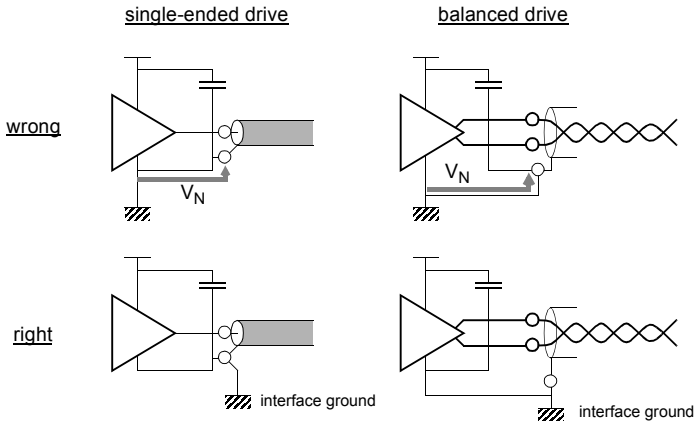 single-ended drive
balanced drive
wrong
V_N
V_N
right
interface ground
interface ground